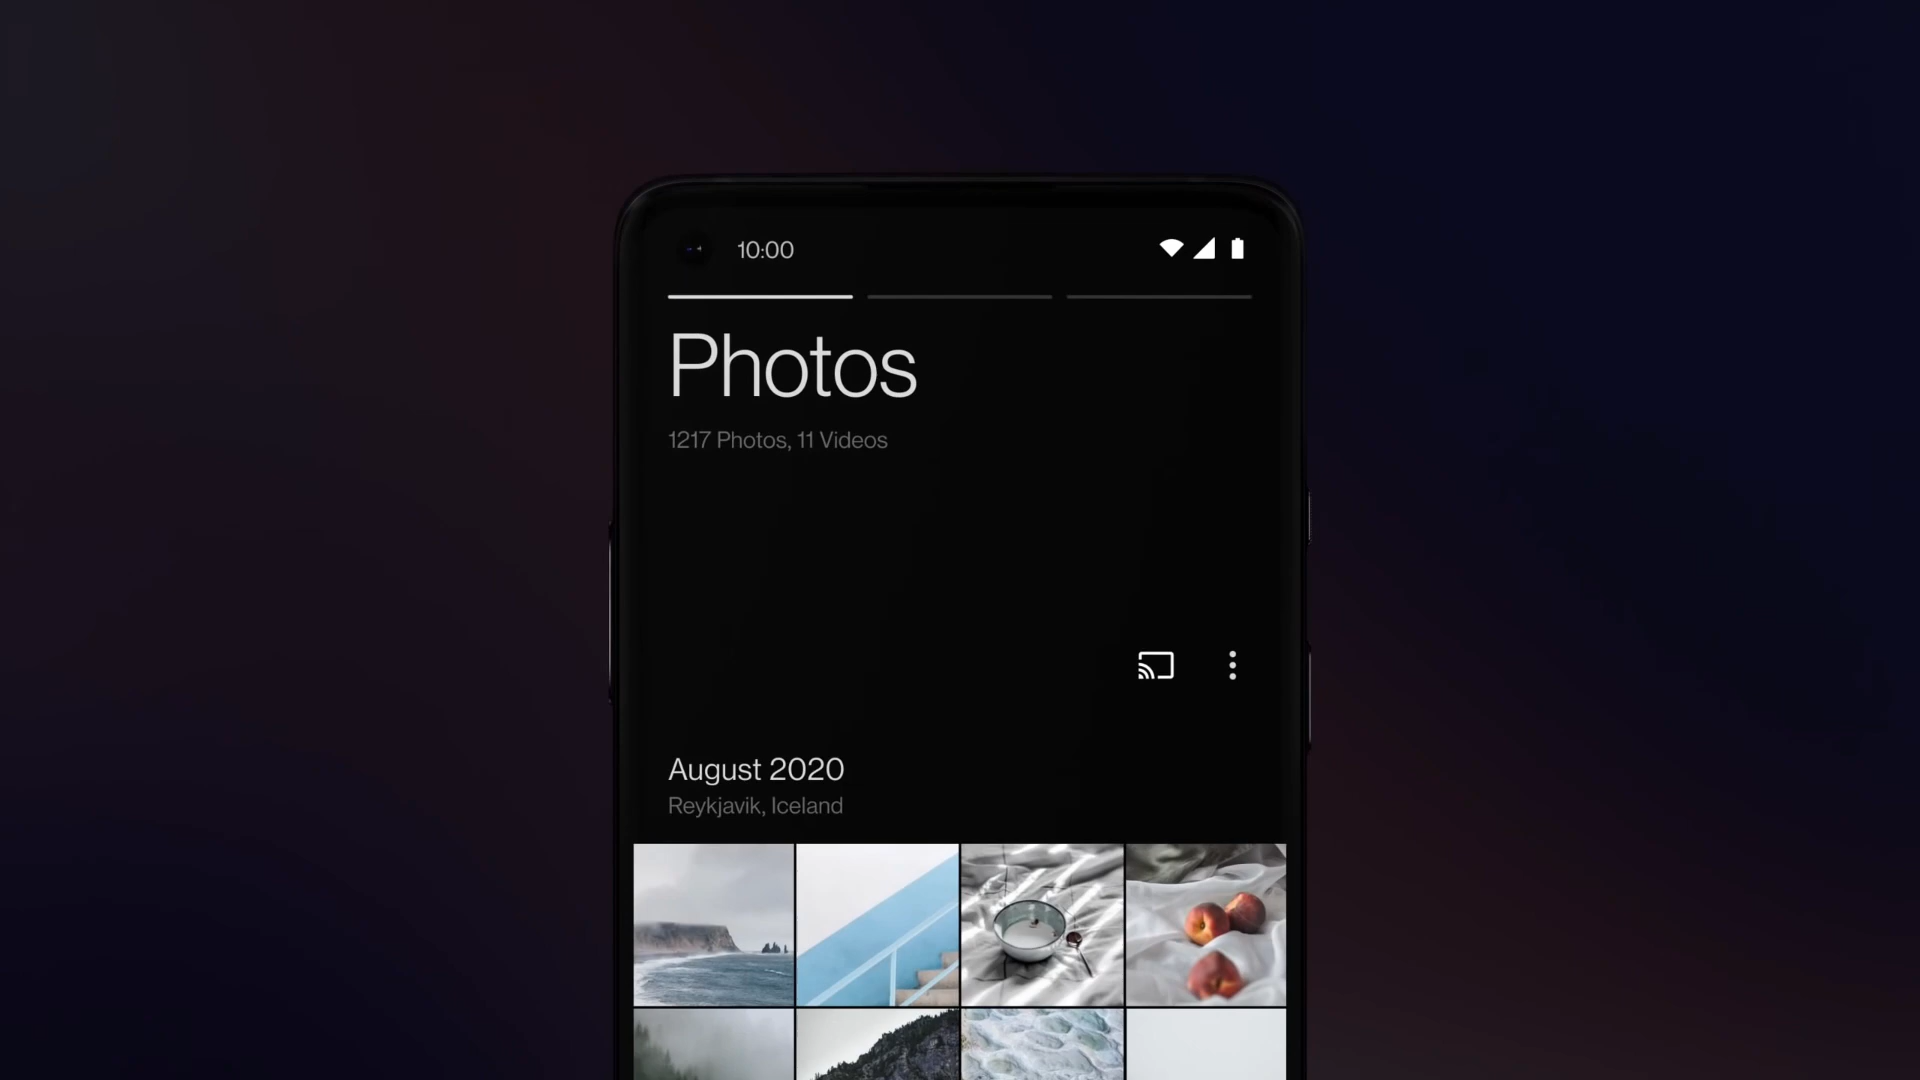 10:00
Photos
1217 Photos, 11 Videos
August 2020
Reykjavik, Iceland